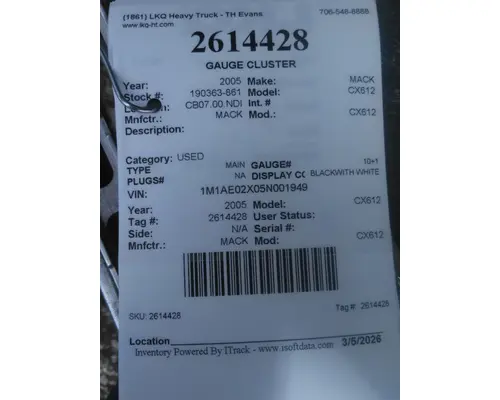 (1861) LKQ Heavy Truck - TH Evans 706-548-8888
www.lkq-ht.com
2614428
GAUGE CLUSTER
Year: 2005 Make: MACK
Stock #: 190363-861 Model: CX612
CB07.00.NDI Int. #
Mnfctr.: MACK Mod.: CX612
Description:
Category: USED
TYPE MAIN GAUGE# 10+1
PLUGS# NA DISPLAY CO BLACKWITH WHITE
VIN: 1M1AE02X05N001949
Year: 2005 Model: CX612
Tag #: 2614428 User Status:
Side: N/A Serial #:
Mnfctr.: MACK Mod: CX612
SKU: 2614428 Tag #: 2614428
Location
Inventory Powered By ITrack - www.isoftdata.com 3/5/2026